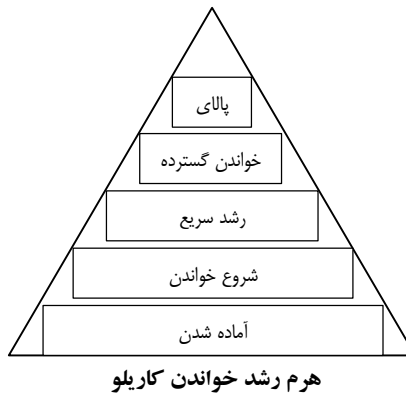 پالای
خواندن گسترده
رشد سریع
شروع خواندن
آماده شدن
هرم رشد خواندن کاریلو